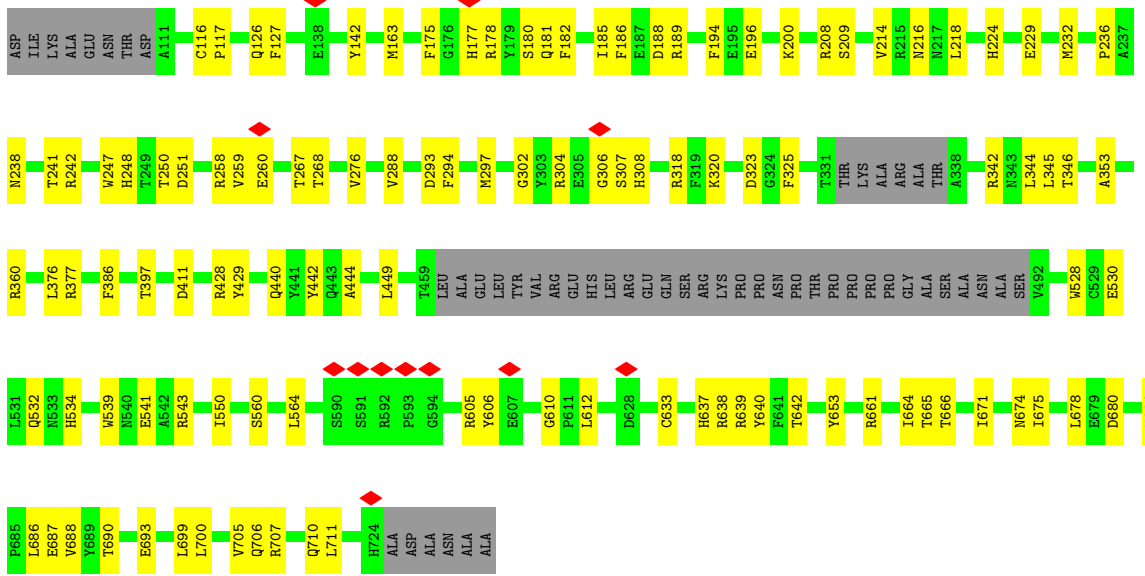 ASP ILE LYS ALA GLU ASN THR ASP A111 C116 P117 Q126 F127 E138 Y142 M163 F175 G176 H177 R178 Y179 S180 Q181 F182 I185 F186 E187 D188 R189 F194 E195 E196 K200 R208 S209 V214 R215 N216 N217 L218 H224 E229 M232 P236 A237
N238 T241 R242 W247 H248 T249 T250 D251 R258 V259 E260 T267 T268 V276 V288 D293 F294 M297 G302 Y303 R304 E305 G306 S307 H308 R318 F319 K320 D323 G324 F325 T331 THR LYS ALA ARG ALA THR A338 R342 N343 L344 L345 T346 A353
R360 L376 R377 F386 T397 D411 R428 Y429 Q440 Y441 Y442 Q443 A444 L449 T459 LEU ALA GLU LEU TYR VAL ARG GLU HIS LEU ARG GLU GLN SER ARG LYS PRO PRO ASN PRO THR PRO PRO PRO PRO GLY ALA SER ALA ASN ALA SER V492 W528 C529 E530
L531 Q532 N533 H534 W539 N540 E541 A542 R543 I550 S560 L564 S590 S591 R592 P593 G594 R605 Y606 E607 G610 P611 L612 D628 C633 H637 R638 R639 Y640 F641 T642 Y653 R661 I664 T665 T666 I671 N674 I675 L678 E679 D680
P685 L686 E687 V688 Y689 T690 E693 L699 L700 V705 Q706 R707 Q710 L711 H724 ALA ASP ALA ASN ALA ALA